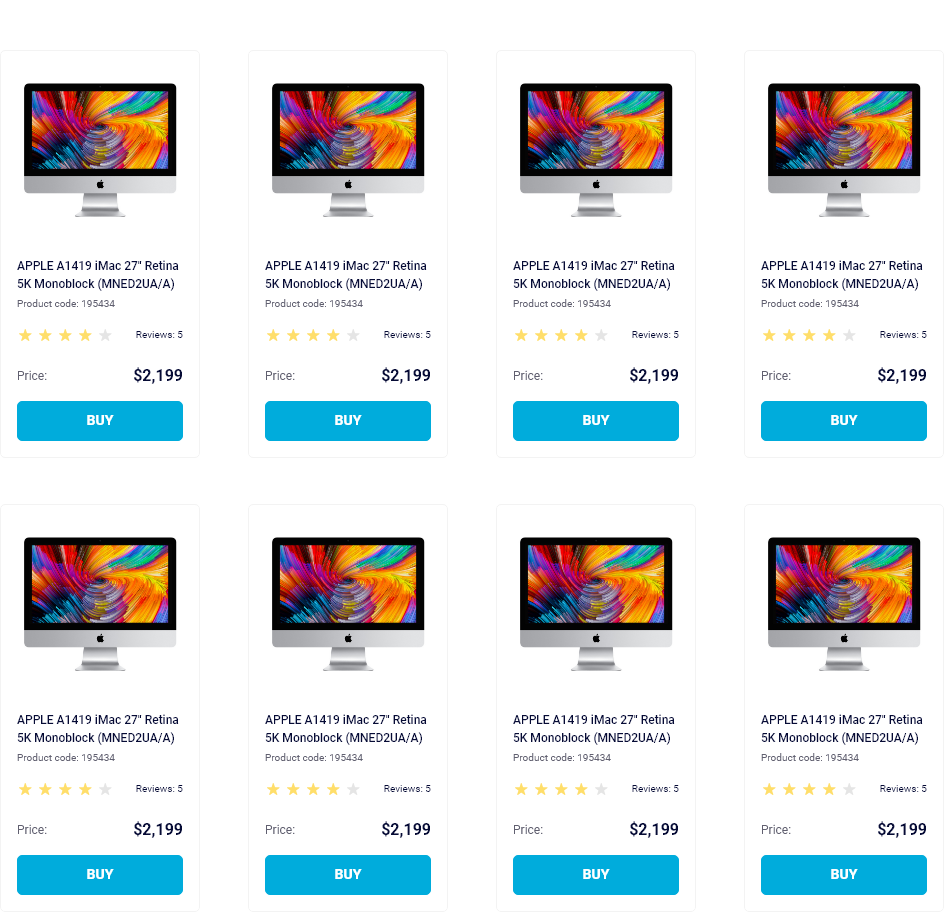 APPLE A1419 iMac 27" Retina
5K Monoblock (MNED2UA/A)
Product code: 195434
Reviews: 5
Price: $2,199
BUY
APPLE A1419 iMac 27" Retina
5K Monoblock (MNED2UA/A)
Product code: 195434
Reviews: 5
Price: $2,199
BUY
APPLE A1419 iMac 27" Retina
5K Monoblock (MNED2UA/A)
Product code: 195434
Reviews: 5
Price: $2,199
BUY
APPLE A1419 iMac 27" Retina
5K Monoblock (MNED2UA/A)
Product code: 195434
Reviews: 5
Price: $2,199
BUY
APPLE A1419 iMac 27" Retina
5K Monoblock (MNED2UA/A)
Product code: 195434
Reviews: 5
Price: $2,199
BUY
APPLE A1419 iMac 27" Retina
5K Monoblock (MNED2UA/A)
Product code: 195434
Reviews: 5
Price: $2,199
BUY
APPLE A1419 iMac 27" Retina
5K Monoblock (MNED2UA/A)
Product code: 195434
Reviews: 5
Price: $2,199
BUY
APPLE A1419 iMac 27" Retina
5K Monoblock (MNED2UA/A)
Product code: 195434
Reviews: 5
Price: $2,199
BUY